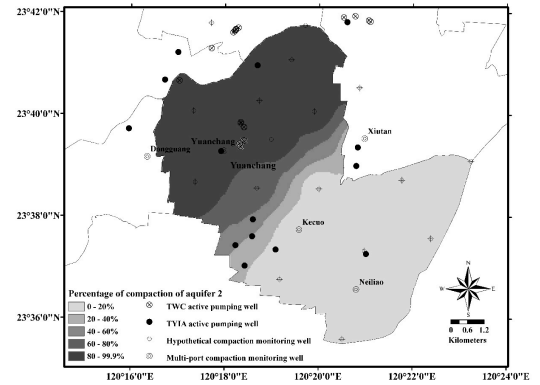 23°42'0"N
23°40'0"N
23°38'0"N
23°36'0"N
Xiutan
Dongguang
Yuanchang
Yuanchang
Kecuo
Neiliao
Percentage of compaction of aquifer 2
0 - 20%
20 - 40%
40 - 60%
60 - 80%
80 - 99.9%
TWC active pumping well
TYIA active pumping well
Hypothetical compaction monitoring well
Multi-port compaction monitoring well
N
W
E
S
0 0.6 1.2
Kilometers
120°16'0"E
120°18'0"E
120°20'0"E
120°22'0"E
120°24'0"E